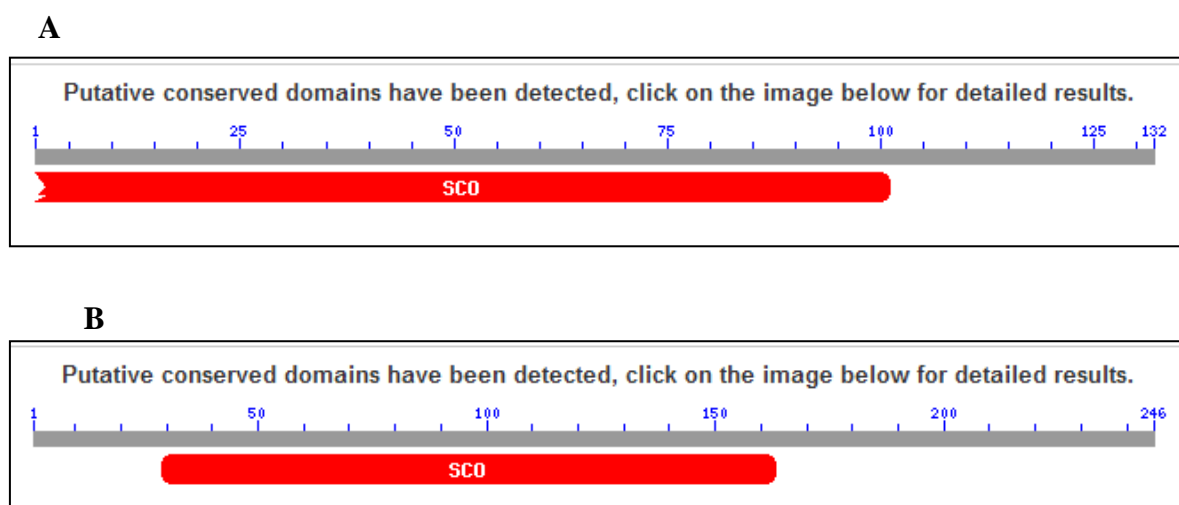 A
Putative conserved domains have been detected, click on the image below for detailed results.
1 25 50 75 100 125 132
SCO
B
Putative conserved domains have been detected, click on the image below for detailed results.
1 50 100 150 200 246
SCO